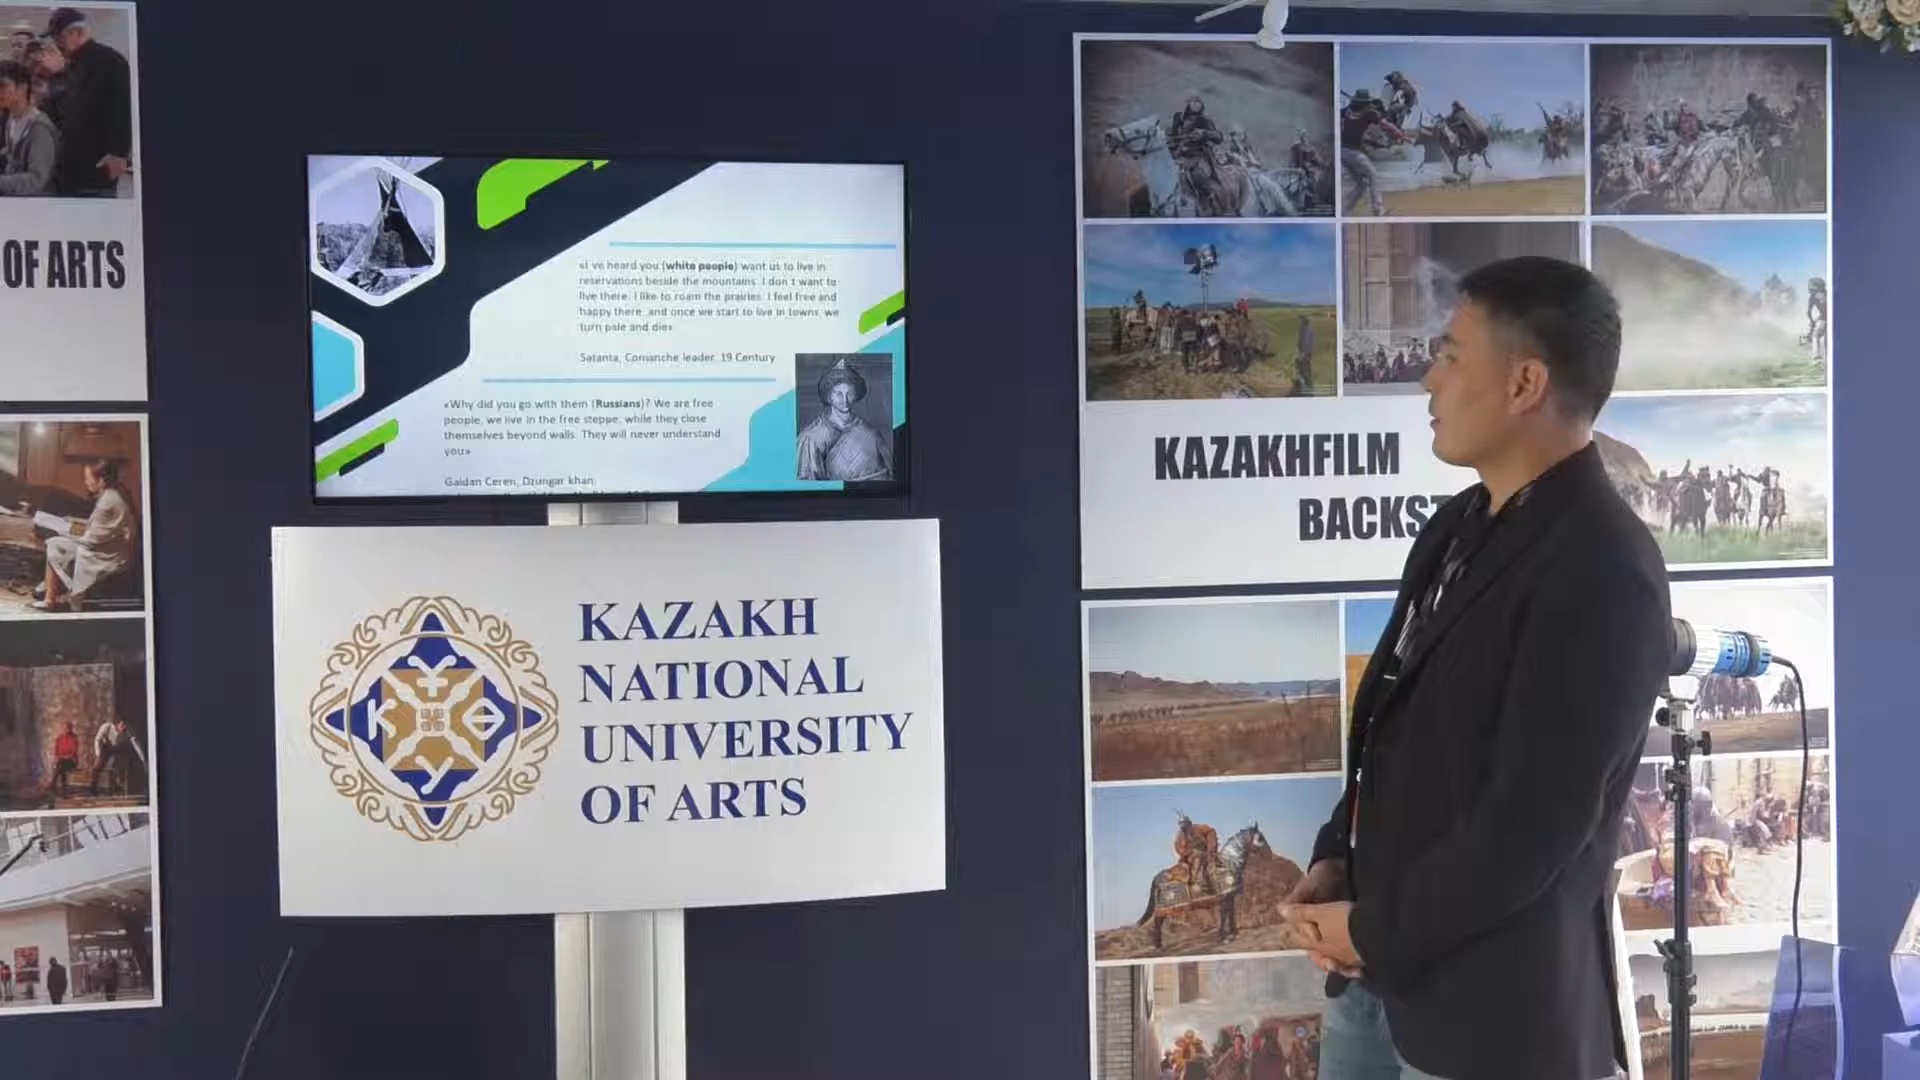 OF ARTS
«I've heard you (white people) want us to live in
reservations beside the mountains. I don't want to
live there. I like to roam the prairies. I feel free and
happy there, and once we start to live in towns, we
turn pale and die»
Satanta, Comanche leader. 19 Century
«Why did you go with them (Russians)? We are free
people, we live in the free steppe, while they close
themselves beyond walls. They will never understand
you»
Galdan Ceren, Dzungar khan
KAZAKH
NATIONAL
UNIVERSITY
OF ARTS
KAZAKHFILM
BACKST